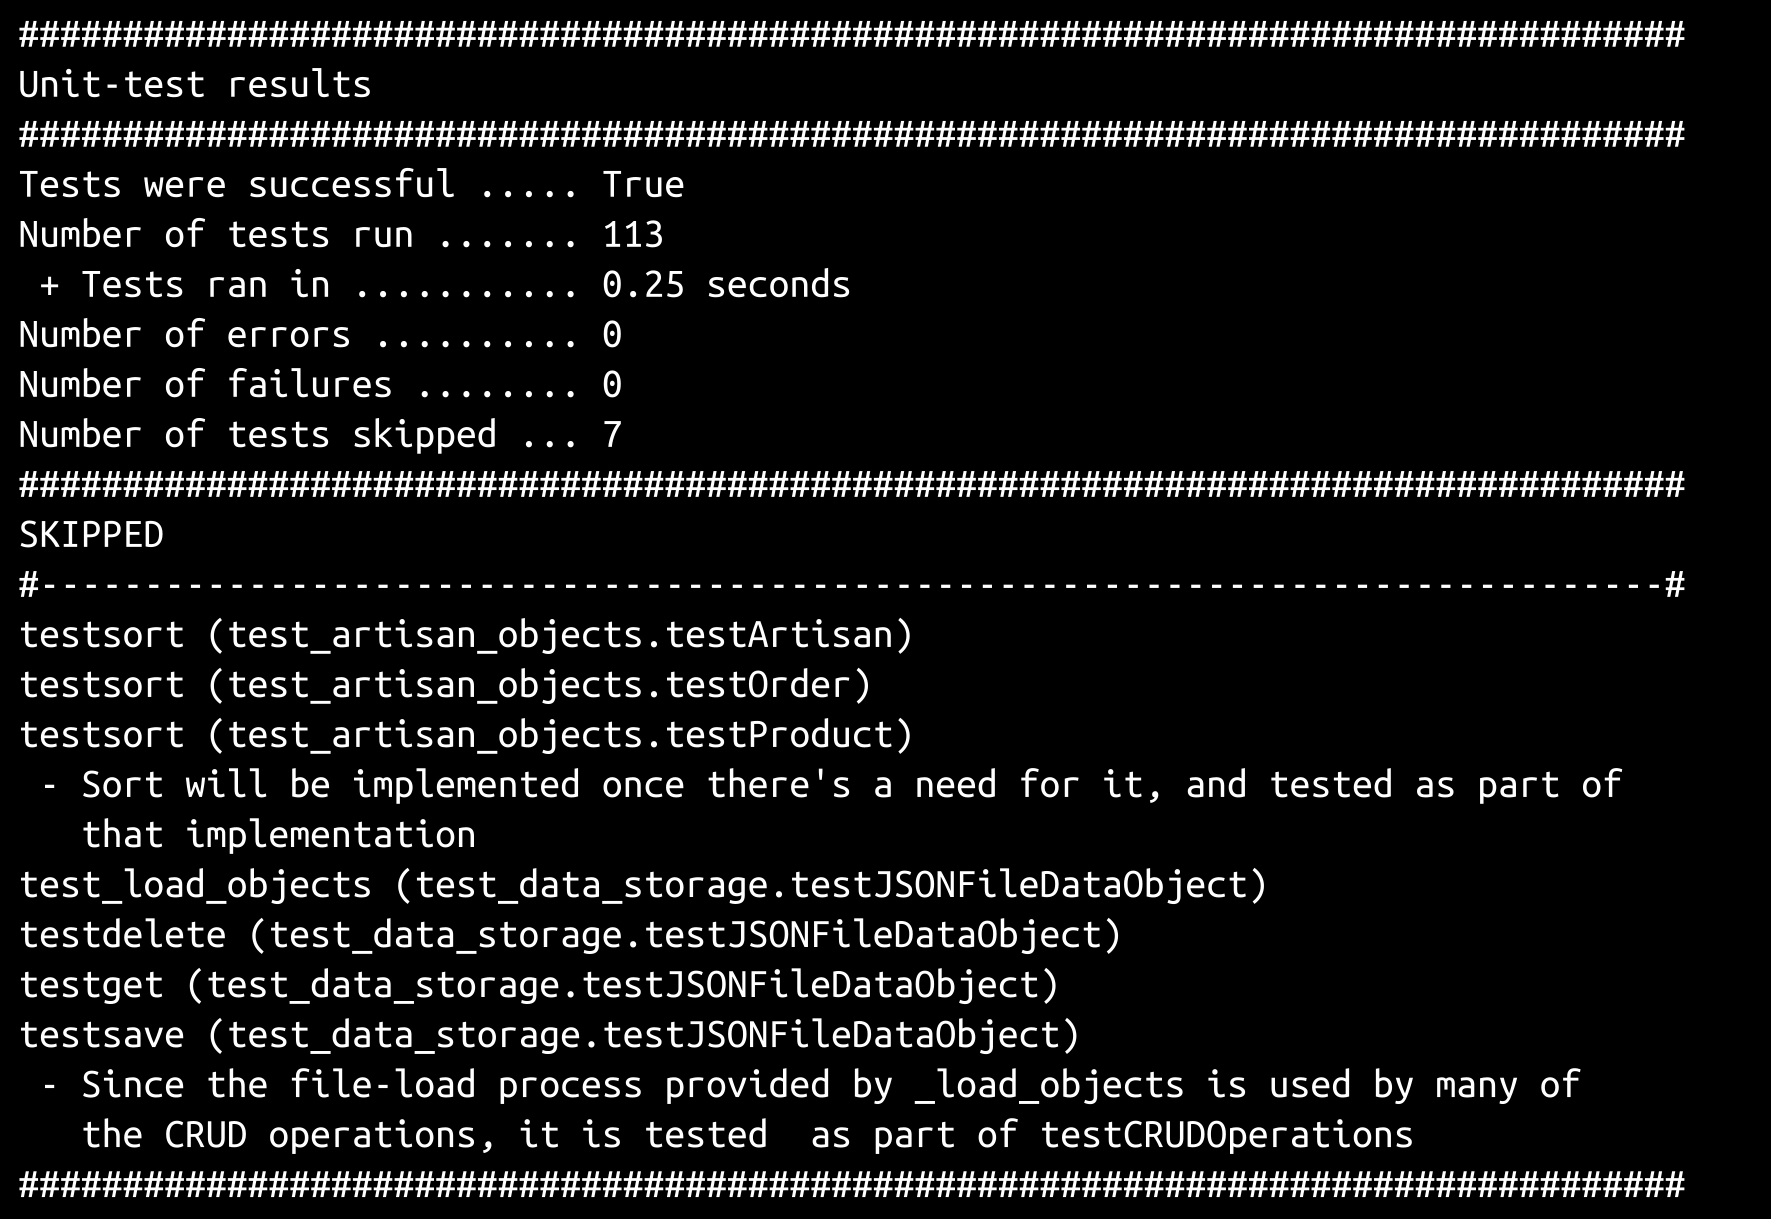 ################################################################################
Unit-test results
################################################################################
Tests were successful ..... True
Number of tests run ....... 113
 + Tests ran in ........... 0.25 seconds
Number of errors .......... 0
Number of failures ........ 0
Number of tests skipped ... 7
################################################################################
SKIPPED
#------------------------------------------------------------------------------#
testsort (test_artisan_objects.testArtisan)
testsort (test_artisan_objects.testOrder)
testsort (test_artisan_objects.testProduct)
 - Sort will be implemented once there's a need for it, and tested as part of
   that implementation
test_load_objects (test_data_storage.testJSONFileDataObject)
testdelete (test_data_storage.testJSONFileDataObject)
testget (test_data_storage.testJSONFileDataObject)
testsave (test_data_storage.testJSONFileDataObject)
 - Since the file-load process provided by _load_objects is used by many of
   the CRUD operations, it is tested  as part of testCRUDOperations
################################################################################